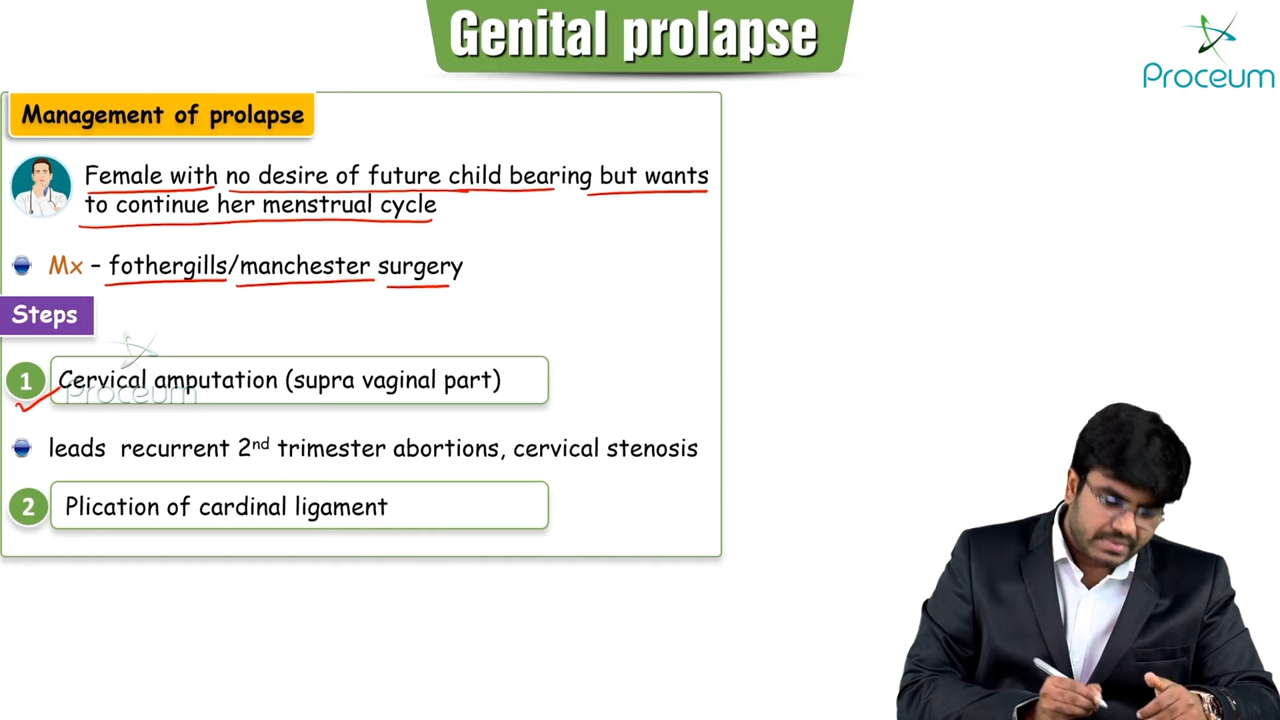 Genital prolapse
Proceum
Management of prolapse
Female with no desire of future child bearing but wants
to continue her menstrual cycle
Mx – fothergills/manchester surgery
Steps
1 Cervical amputation (supra vaginal part)
Proceum
leads recurrent 2nd trimester abortions, cervical stenosis
2 Plication of cardinal ligament